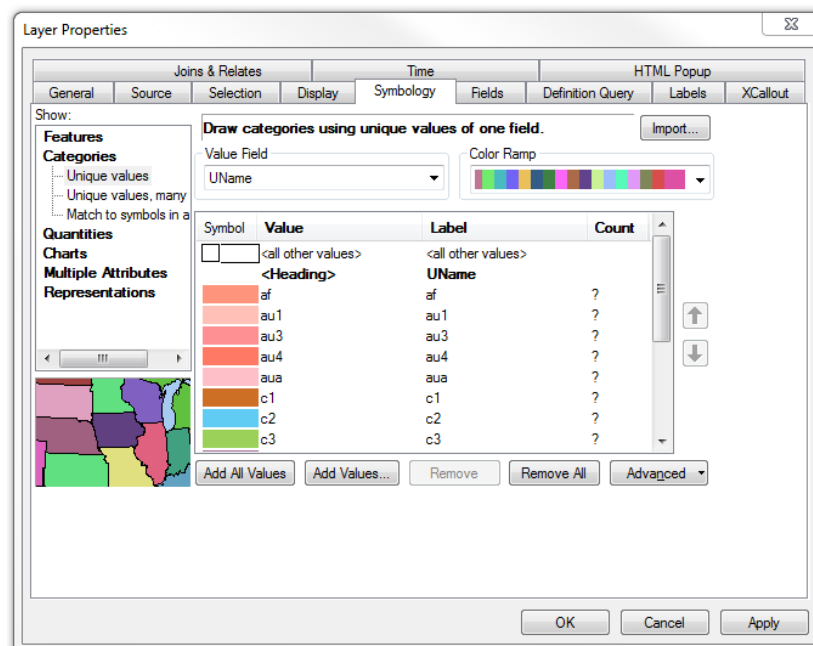 Layer Properties
Joins & Relates Time HTML Popup
General Source Selection Display Symbology Fields Definition Query Labels XCallout
Show:
Features
Categories
Unique values
Unique values, many
Match to symbols in a
Quantities
Charts
Multiple Attributes
Representations
Draw categories using unique values of one field.
Import...
Value Field
UName
Color Ramp
Symbol Value Label Count
<all other values> <all other values>
<Heading> UName
af af ?
au1 au1 ?
au3 au3 ?
au4 au4 ?
aua aua ?
c1 c1 ?
c2 c2 ?
c3 c3 ?
Add All Values Add Values... Remove Remove All Advanced
OK Cancel Apply